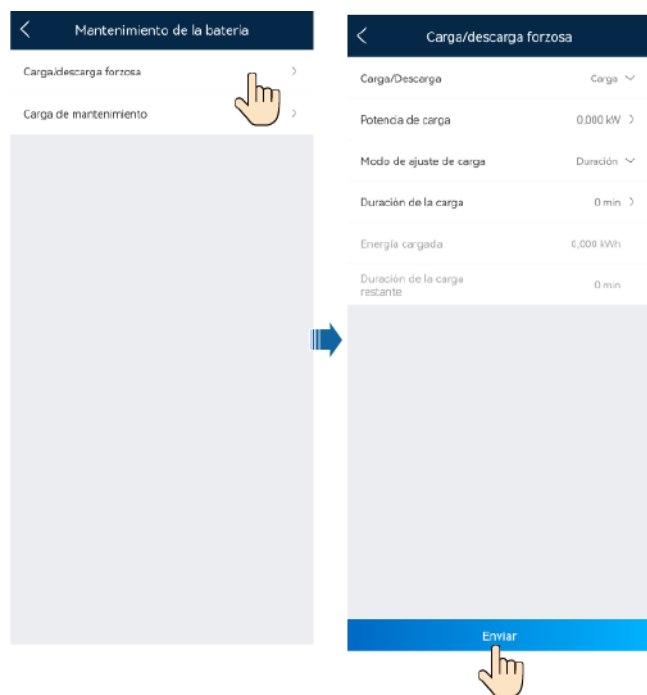 Mantenimiento de la bateria
Carga/descarga forzosa
Carga de mantenimiento
Carga/descarga forzosa
Carga/Descarga
Carga
Potencia de carga
0,000 kW
Modo de ajuste de carga
Duración
Duración de la carga
0 min
Energía cargada
0,000 kWh
Duración de la carga
restante
0 min
Enviar